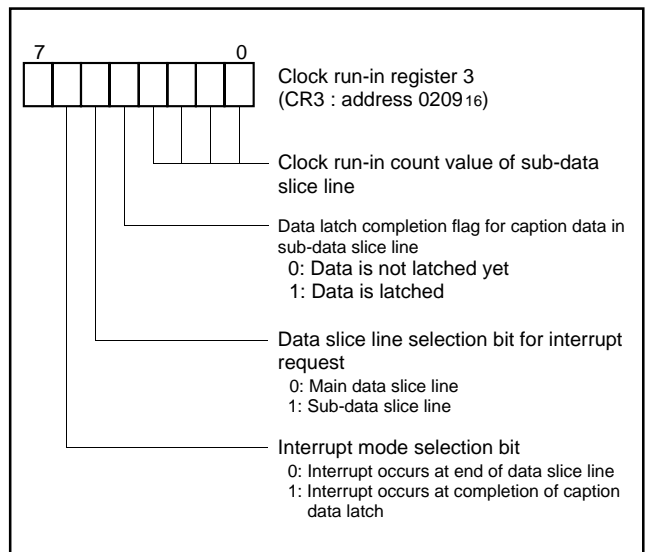 7 0
Clock run-in register 3
(CR3 : address 020916)
Clock run-in count value of sub-data
slice line
Data latch completion flag for caption data in
sub-data slice line
0: Data is not latched yet
1: Data is latched
Data slice line selection bit for interrupt
request
0: Main data slice line
1: Sub-data slice line
Interrupt mode selection bit
0: Interrupt occurs at end of data slice line
1: Interrupt occurs at completion of caption
data latch